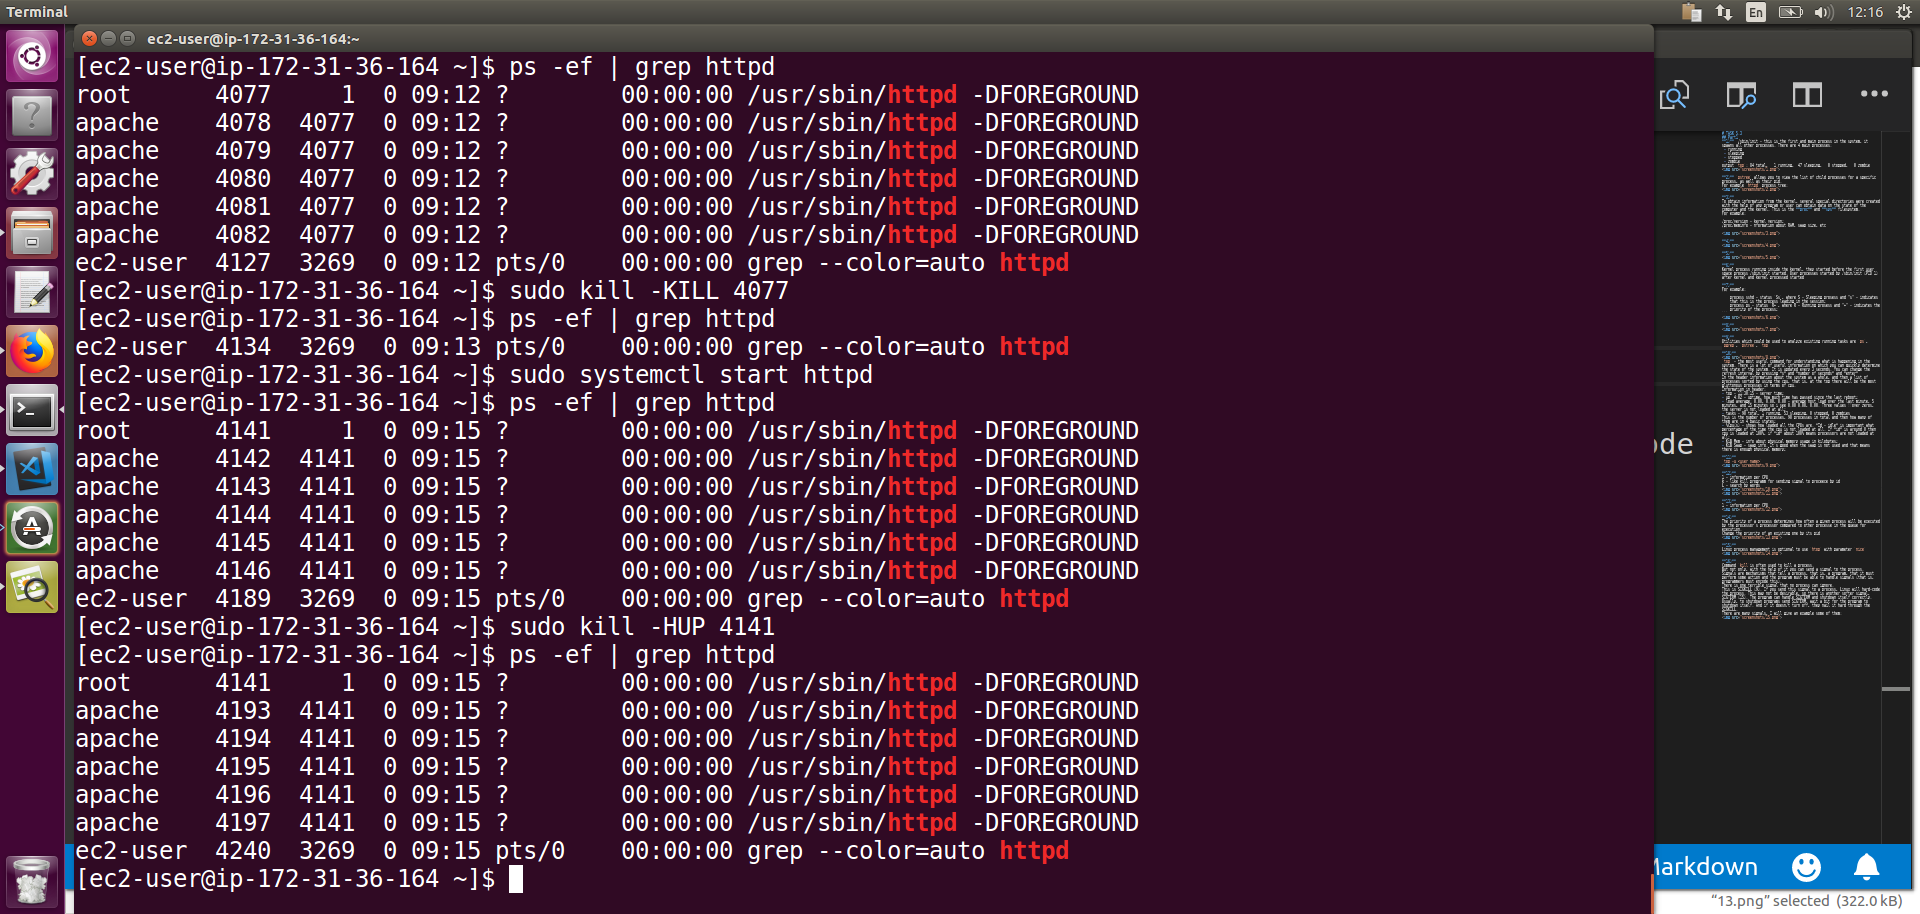 Terminal
En
12:16
ec2-user@ip-172-31-36-164:~
[ec2-user@ip-172-31-36-164 ~]$ ps -ef | grep httpd
root      4077     1  0 09:12 ?        00:00:00 /usr/sbin/httpd -DFOREGROUND
apache    4078  4077  0 09:12 ?        00:00:00 /usr/sbin/httpd -DFOREGROUND
apache    4079  4077  0 09:12 ?        00:00:00 /usr/sbin/httpd -DFOREGROUND
apache    4080  4077  0 09:12 ?        00:00:00 /usr/sbin/httpd -DFOREGROUND
apache    4081  4077  0 09:12 ?        00:00:00 /usr/sbin/httpd -DFOREGROUND
apache    4082  4077  0 09:12 ?        00:00:00 /usr/sbin/httpd -DFOREGROUND
ec2-user  4127  3269  0 09:12 pts/0    00:00:00 grep --color=auto httpd
[ec2-user@ip-172-31-36-164 ~]$ sudo kill -KILL 4077
[ec2-user@ip-172-31-36-164 ~]$ ps -ef | grep httpd
ec2-user  4134  3269  0 09:13 pts/0    00:00:00 grep --color=auto httpd
[ec2-user@ip-172-31-36-164 ~]$ sudo systemctl start httpd
[ec2-user@ip-172-31-36-164 ~]$ ps -ef | grep httpd
root      4141     1  0 09:15 ?        00:00:00 /usr/sbin/httpd -DFOREGROUND
apache    4142  4141  0 09:15 ?        00:00:00 /usr/sbin/httpd -DFOREGROUND
apache    4143  4141  0 09:15 ?        00:00:00 /usr/sbin/httpd -DFOREGROUND
apache    4144  4141  0 09:15 ?        00:00:00 /usr/sbin/httpd -DFOREGROUND
apache    4145  4141  0 09:15 ?        00:00:00 /usr/sbin/httpd -DFOREGROUND
apache    4146  4141  0 09:15 ?        00:00:00 /usr/sbin/httpd -DFOREGROUND
ec2-user  4189  3269  0 09:15 pts/0    00:00:00 grep --color=auto httpd
[ec2-user@ip-172-31-36-164 ~]$ sudo kill -HUP 4141
[ec2-user@ip-172-31-36-164 ~]$ ps -ef | grep httpd
root      4141     1  0 09:15 ?        00:00:00 /usr/sbin/httpd -DFOREGROUND
apache    4193  4141  0 09:15 ?        00:00:00 /usr/sbin/httpd -DFOREGROUND
apache    4194  4141  0 09:15 ?        00:00:00 /usr/sbin/httpd -DFOREGROUND
apache    4195  4141  0 09:15 ?        00:00:00 /usr/sbin/httpd -DFOREGROUND
apache    4196  4141  0 09:15 ?        00:00:00 /usr/sbin/httpd -DFOREGROUND
apache    4197  4141  0 09:15 ?        00:00:00 /usr/sbin/httpd -DFOREGROUND
ec2-user  4240  3269  0 09:15 pts/0    00:00:00 grep --color=auto httpd
[ec2-user@ip-172-31-36-164 ~]$
ode
Markdown
“13.png” selected (322.0 kB)